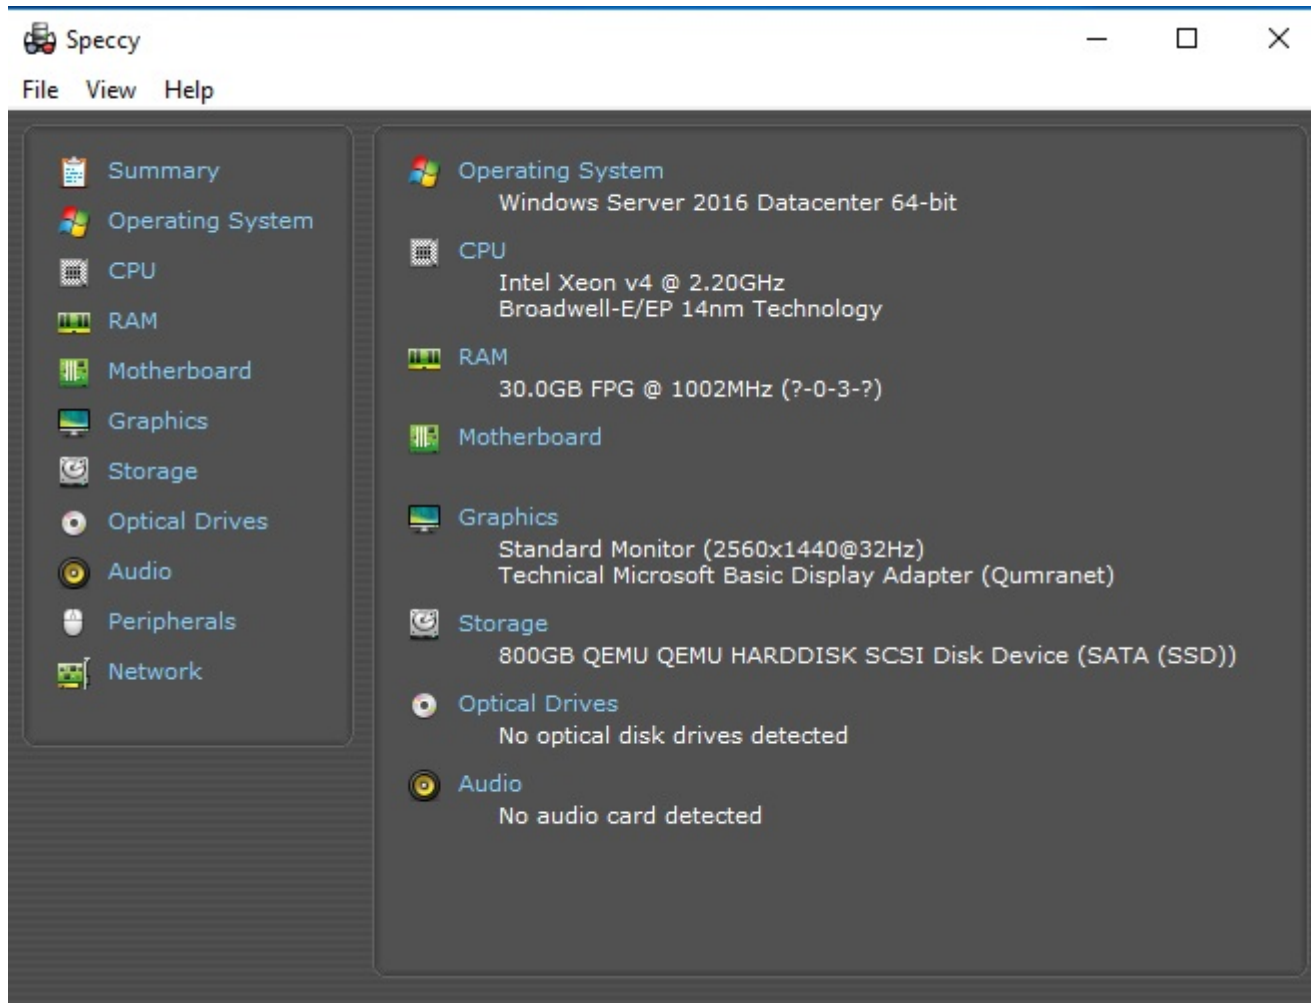 Speccy
File View Help
Summary
Operating System
CPU
RAM
Motherboard
Graphics
Storage
Optical Drives
Audio
Peripherals
Network
Operating System
Windows Server 2016 Datacenter 64-bit
CPU
Intel Xeon v4 @ 2.20GHz
Broadwell-E/EP 14nm Technology
RAM
30.0GB FPG @ 1002MHz (?-0-3-?)
Motherboard
Graphics
Standard Monitor (2560x1440@32Hz)
Technical Microsoft Basic Display Adapter (Qumranet)
Storage
800GB QEMU QEMU HARDDISK SCSI Disk Device (SATA (SSD))
Optical Drives
No optical disk drives detected
Audio
No audio card detected